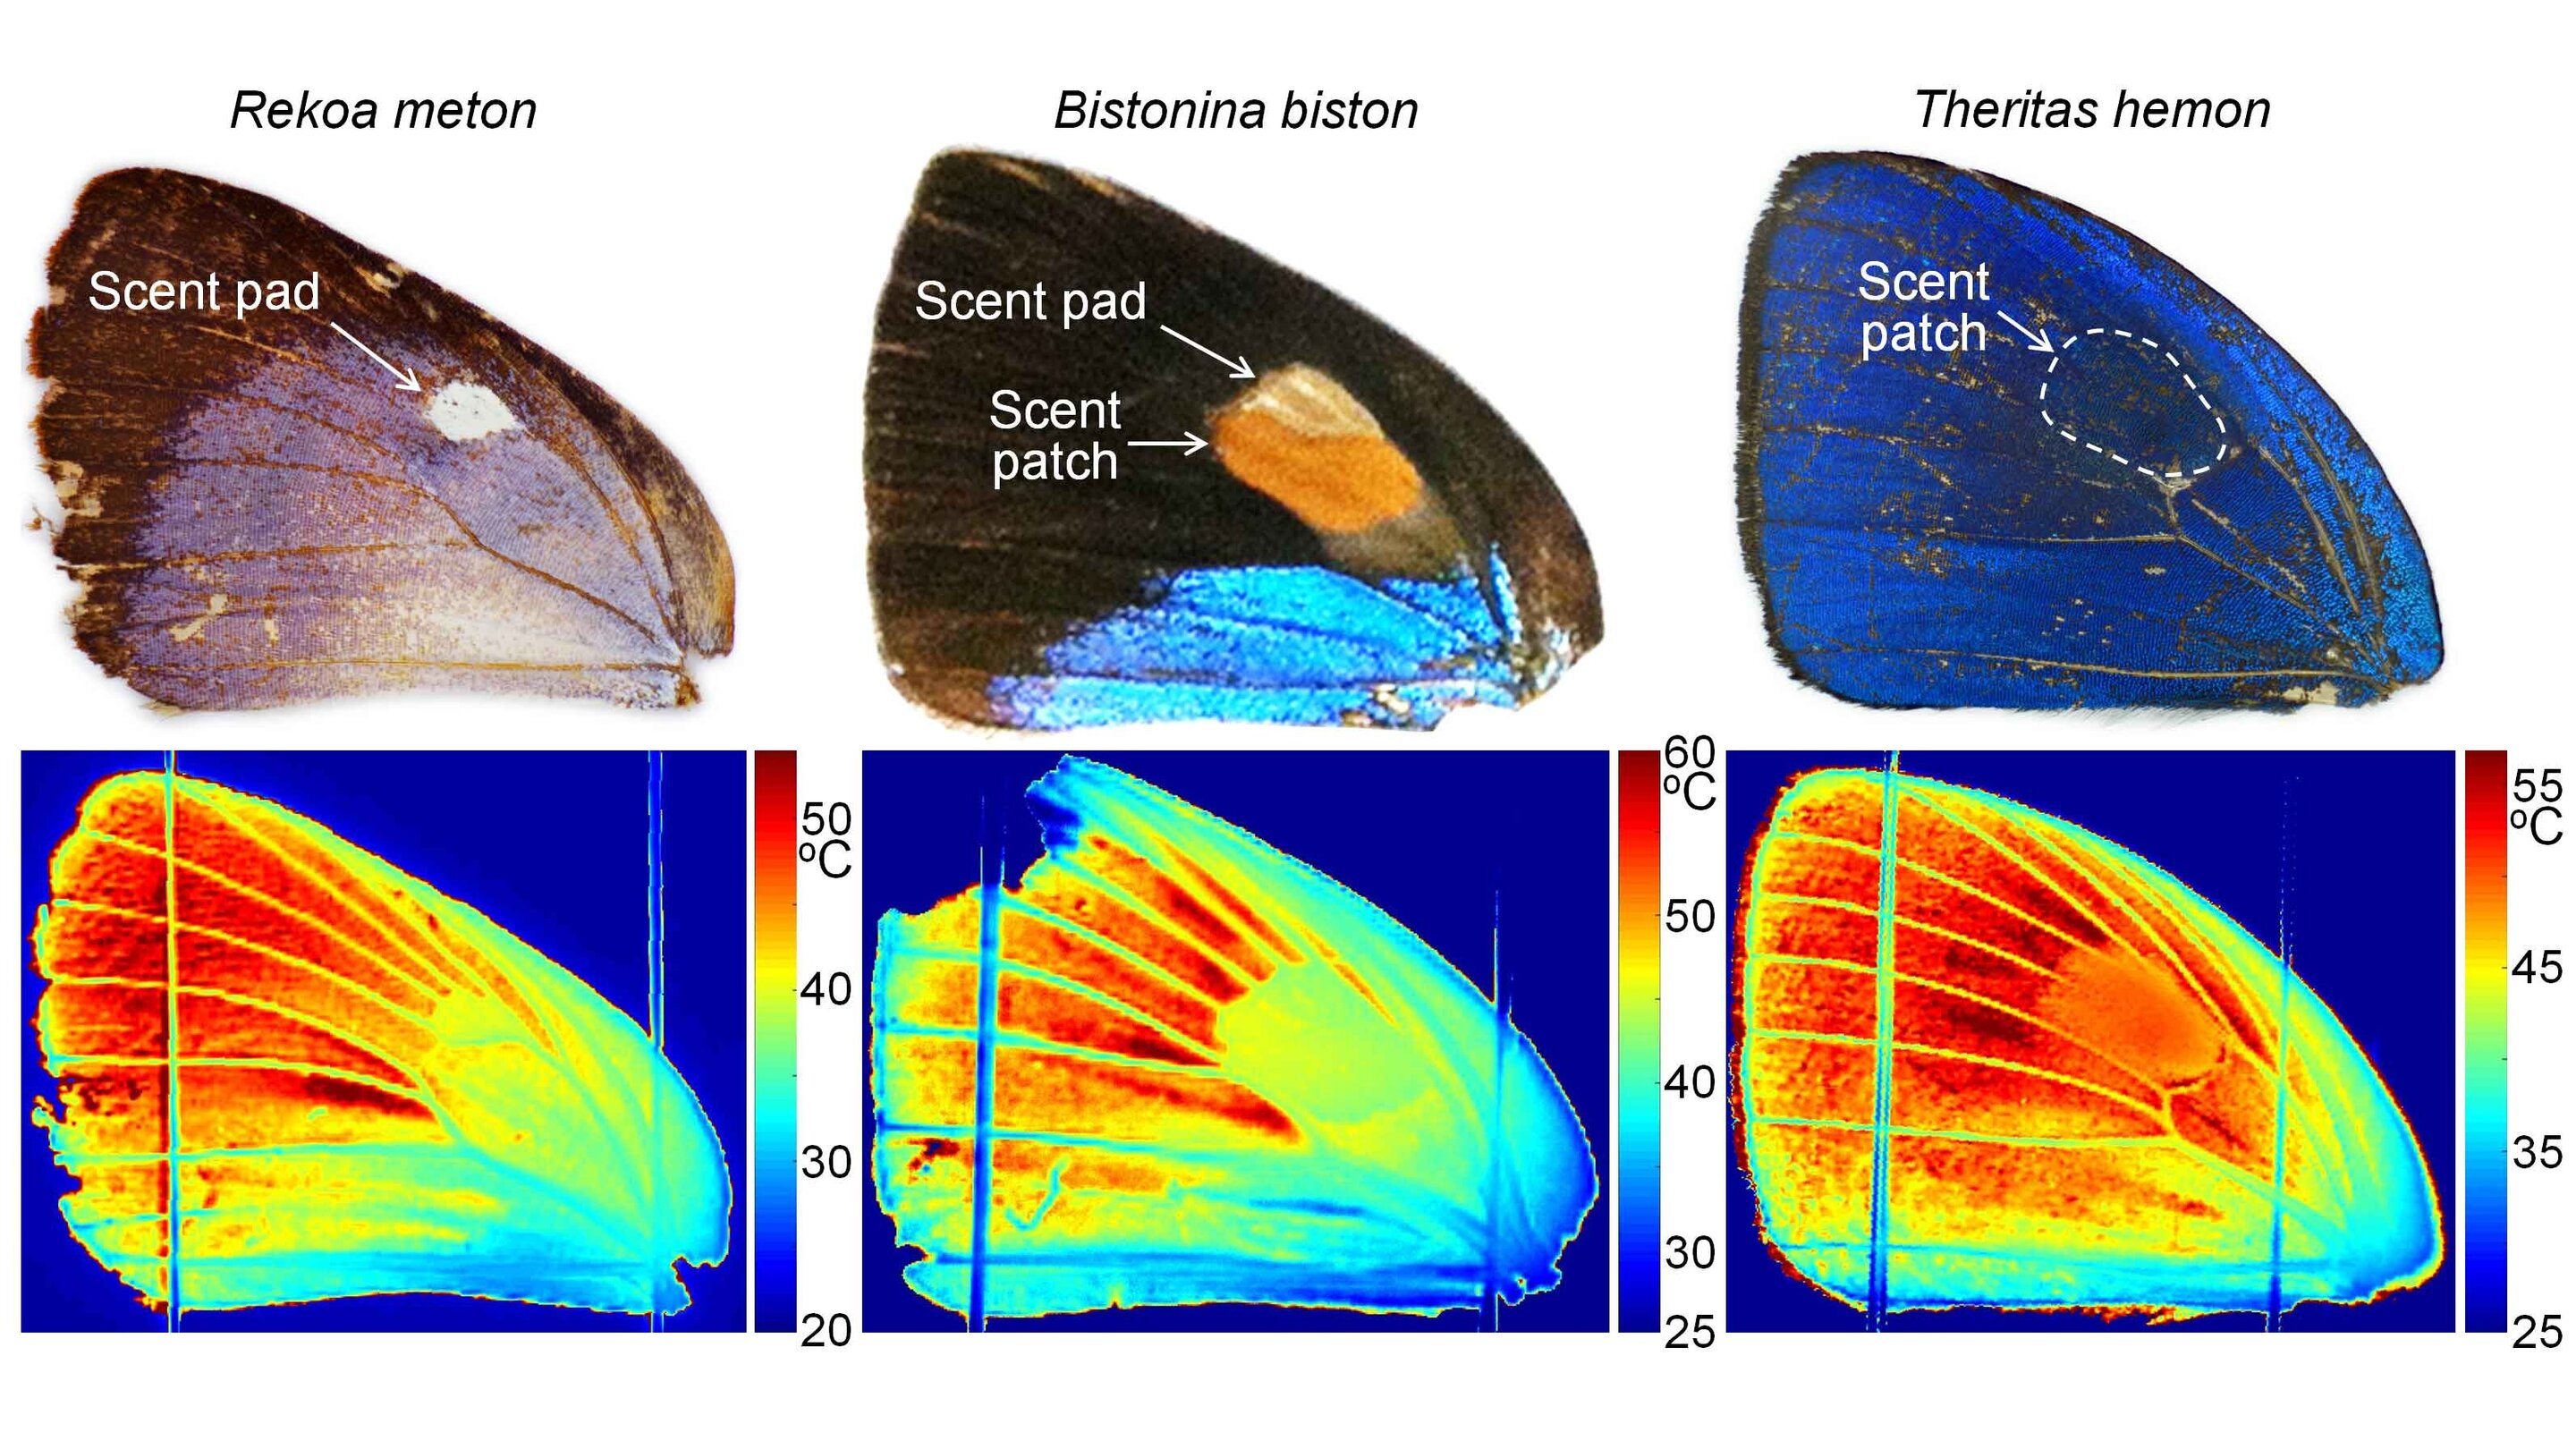 Rekoa meton
Bistonina biston
Theritas hemon
Scent pad
Scent pad
Scent
patch
Scent
patch
50
ºC
40
30
20
60
ºC
50
40
30
25
55
ºC
45
35
25